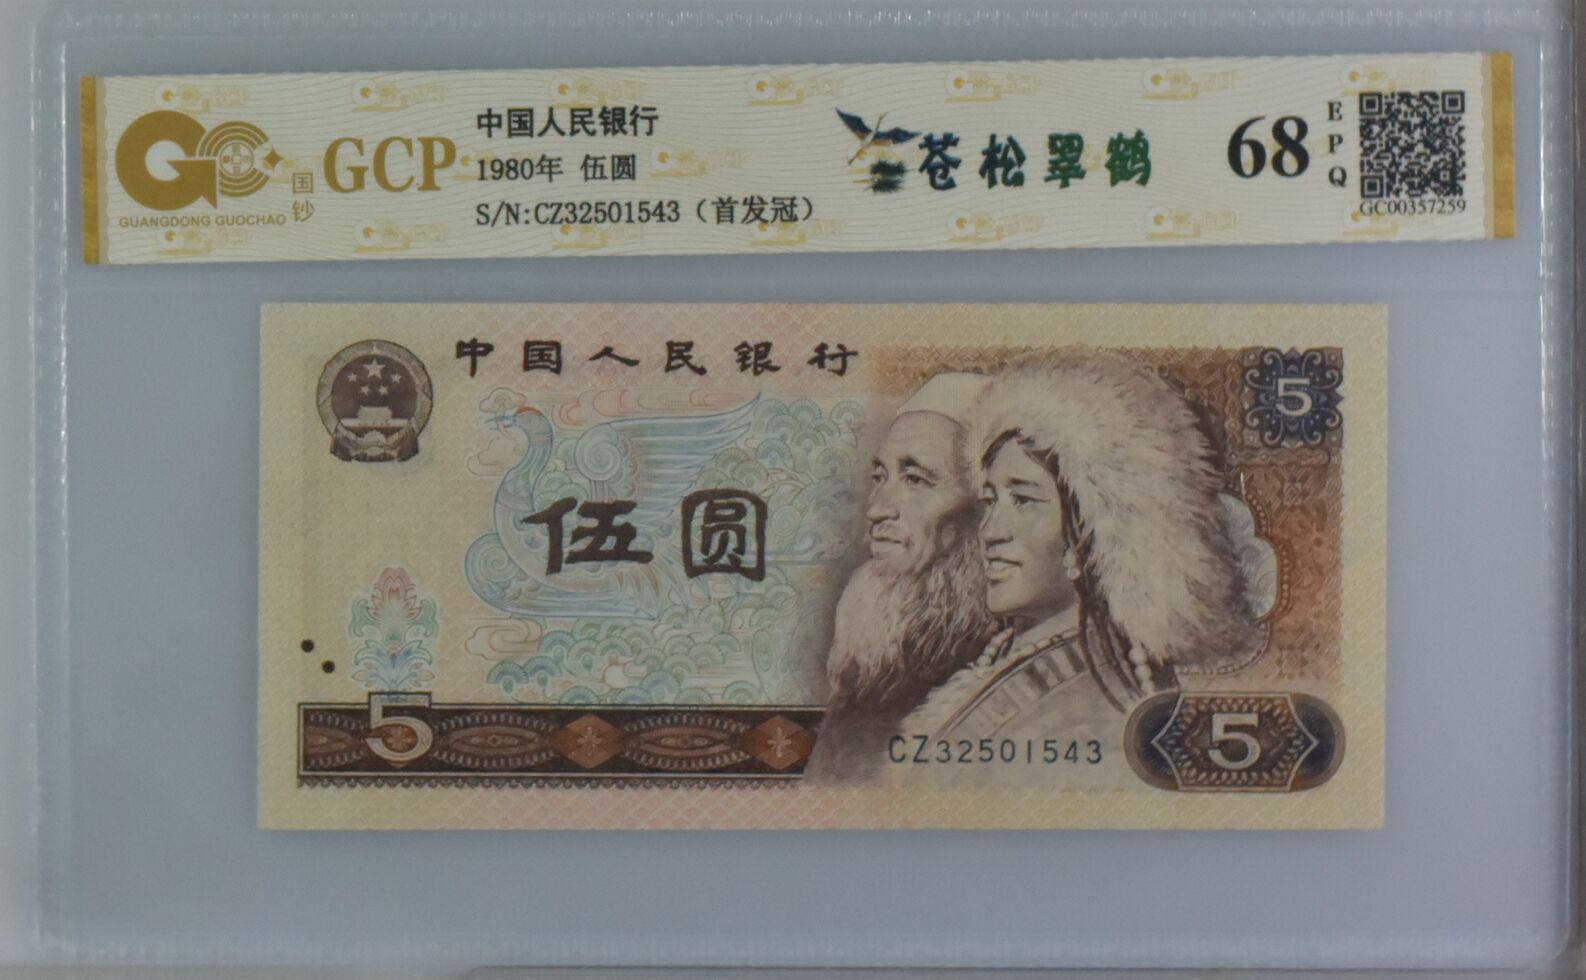 GCP
国钞
GUANGDONG GUOCHAO
中国人民银行
1980年 伍圆
S/N:CZ32501543（首发冠）
苍松翠鹤
68
EPQ
GC00357259
中国人民银行
5
伍圆
5
CZ32501543
5